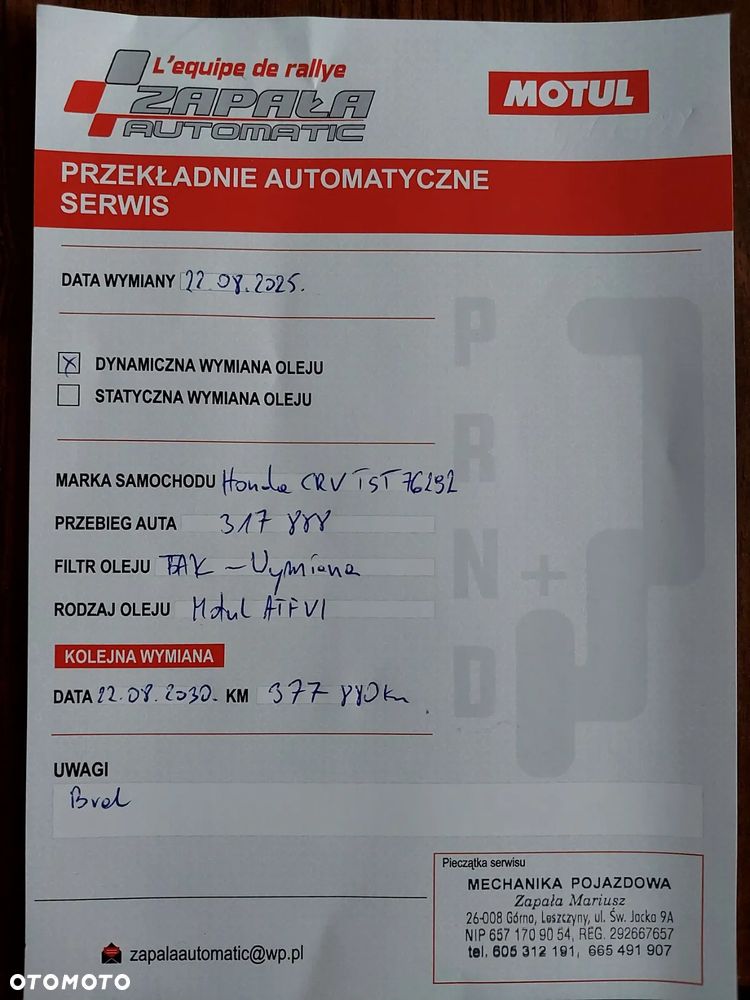 L'equipe de rallye
ZAPAŁA
AUTOMATIC
MOTUL
PRZEKŁADNIE AUTOMATYCZNE
SERWIS
DATA WYMIANY 22.08.2025.
DYNAMICZNA WYMIANA OLEJU
STATYCZNA WYMIANA OLEJU
MARKA SAMOCHODU Honda CRV TST 76292
PRZEBIEG AUTA 317 888
FILTR OLEJU TAK – Wymiana
RODZAJ OLEJU Motul ATF VI
KOLEJNA WYMIANA
DATA 22.08.2030. KM 377 880 km
UWAGI
Brak
P
R
N +
D
Pieczątka serwisu
MECHANIKA POJAZDOWA
Zapała Mariusz
26-008 Górno, Leszczyny, ul. Św. Jacka 9A
NIP 657 170 90 54, REG. 292667657
tel. 605 312 191, 665 491 907
zapalaautomatic@wp.pl
OTOMOTO